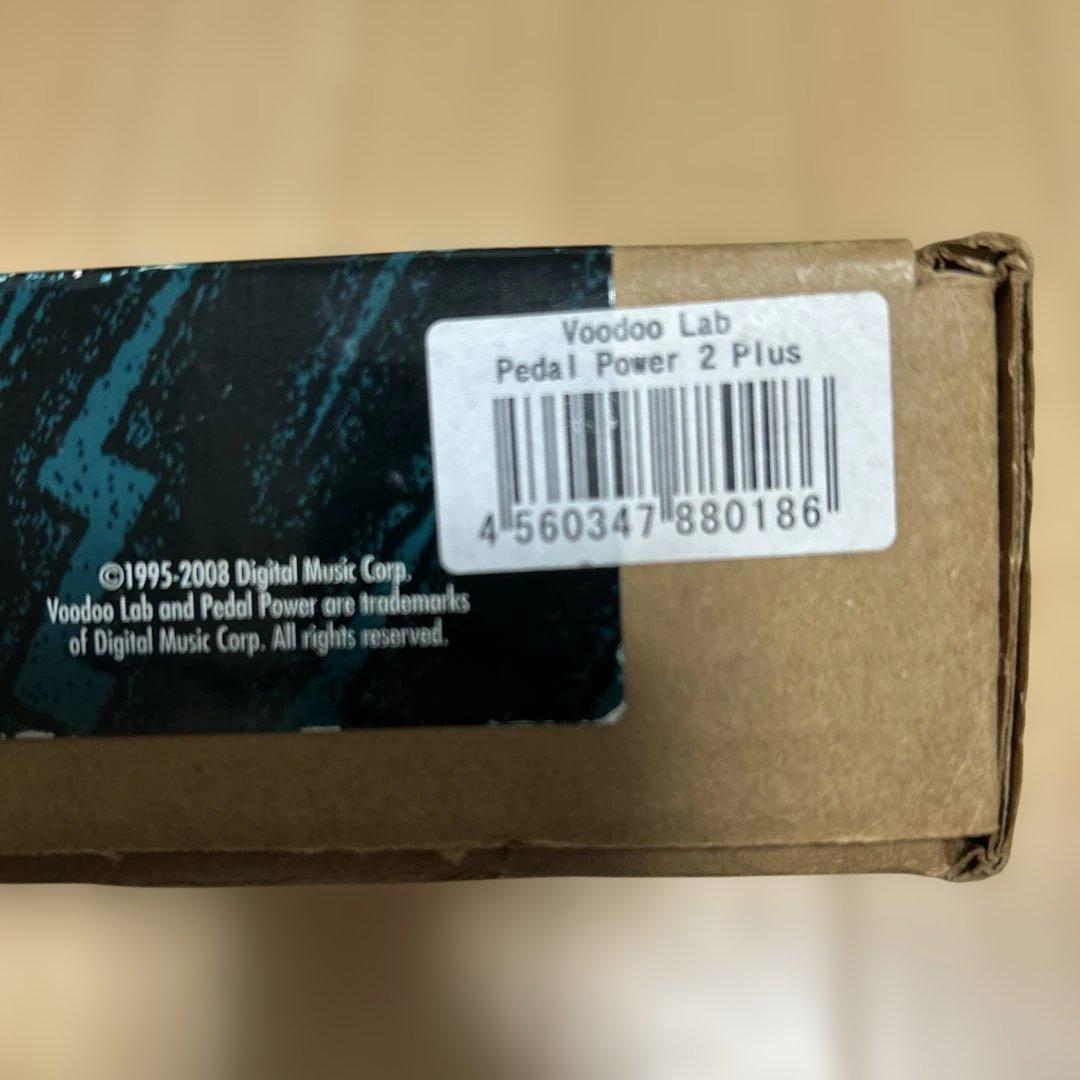 Voodoo Lab
Pedal Power 2 Plus
4 560347 880186
©1995-2008 Digital Music Corp.
Voodoo Lab and Pedal Power are trademarks
of Digital Music Corp. All rights reserved.